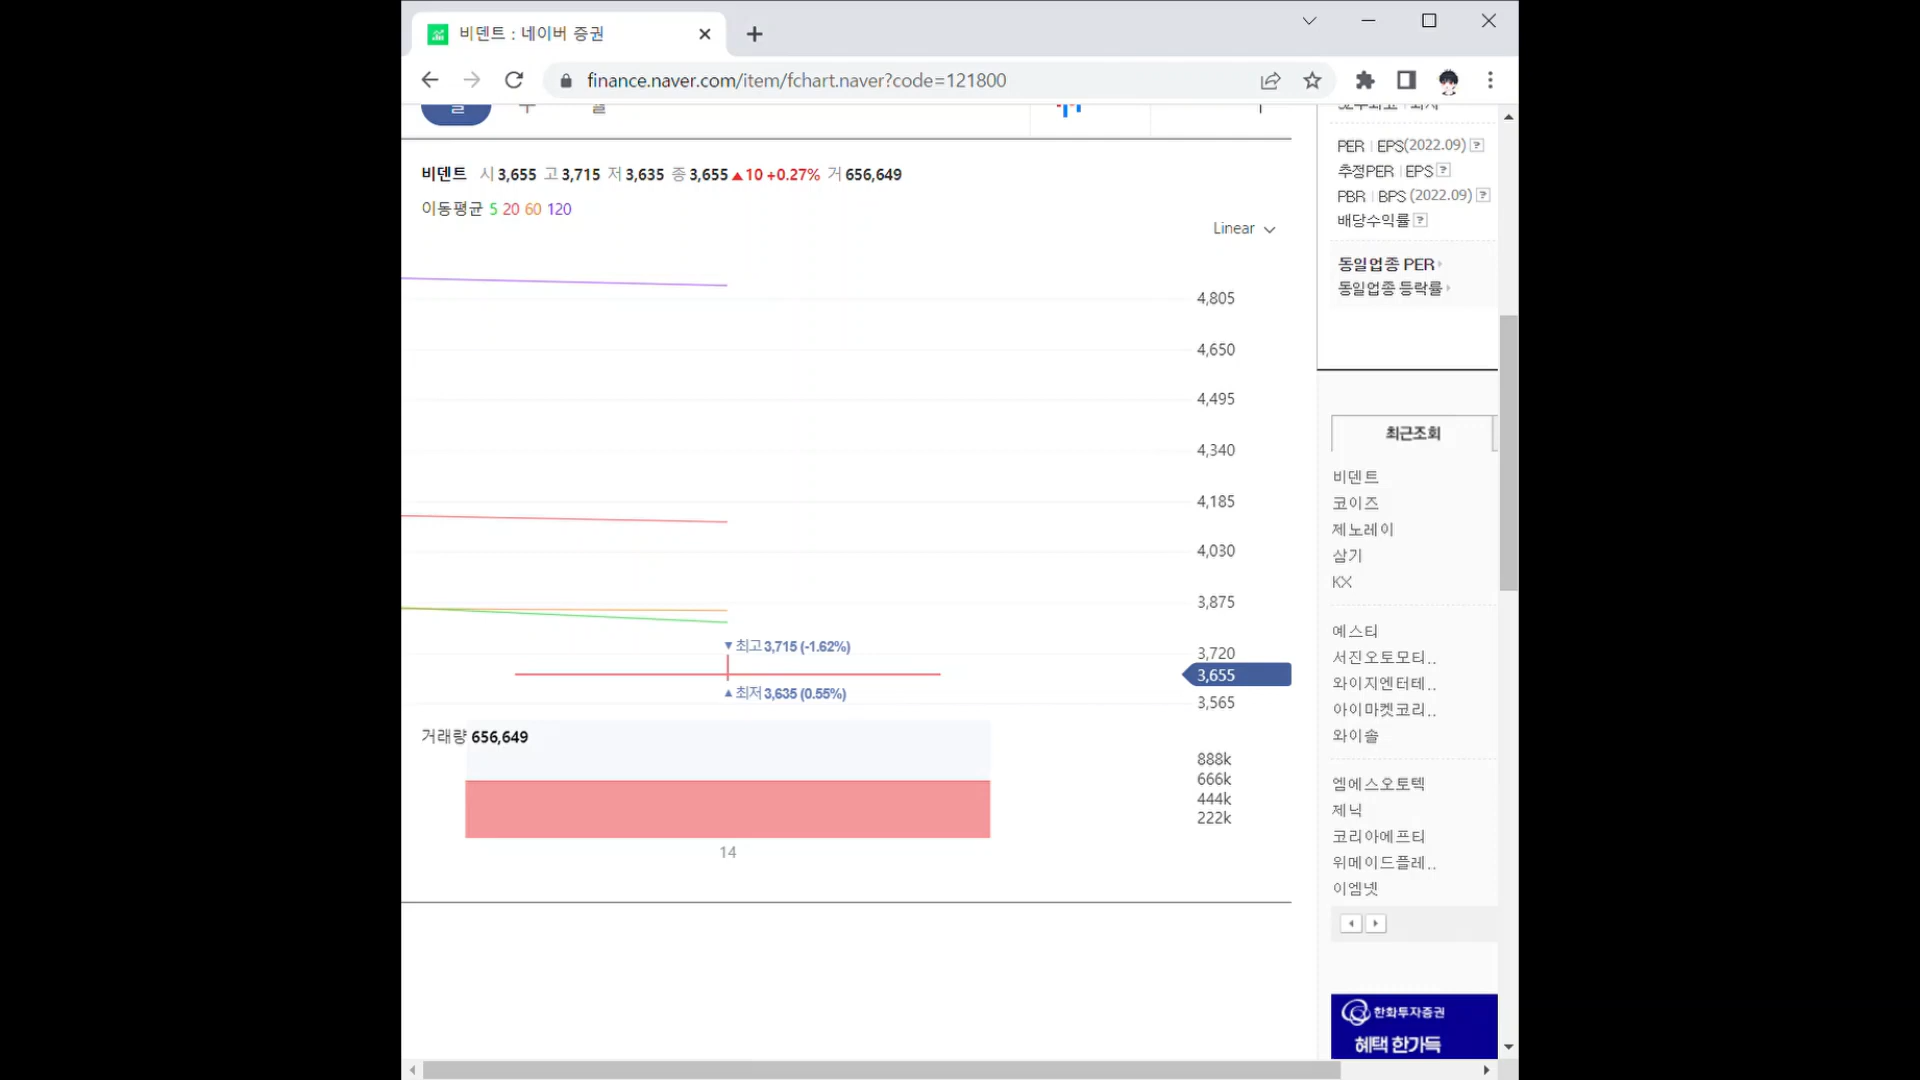 비덴트 : 네이버 증권
finance.naver.com/item/fchart.naver?code=121800
비덴트 시 3,655 고 3,715 저 3,635 종 3,655 ▲10 +0.27% 거 656,649
이동평균 5 20 60 120
Linear
4,805
4,650
4,495
4,340
4,185
4,030
3,875
3,720
3,655
3,565
▼최고 3,715 (-1.62%)
▲최저 3,635 (0.55%)
거래량 656,649
888k
666k
444k
222k
14
PER | EPS(2022.09) ?
추정PER | EPS ?
PBR | BPS (2022.09) ?
배당수익률 ?
동일업종 PER
동일업종 등락률
최근조회
비덴트
코이즈
제노레이
삼기
KX
예스티
서진오토모티..
와이지엔터테..
아이마켓코리..
와이솔
엠에스오토텍
제닉
코리아에프티
위메이드플레..
이엠넷
한화투자증권
혜택 한가득